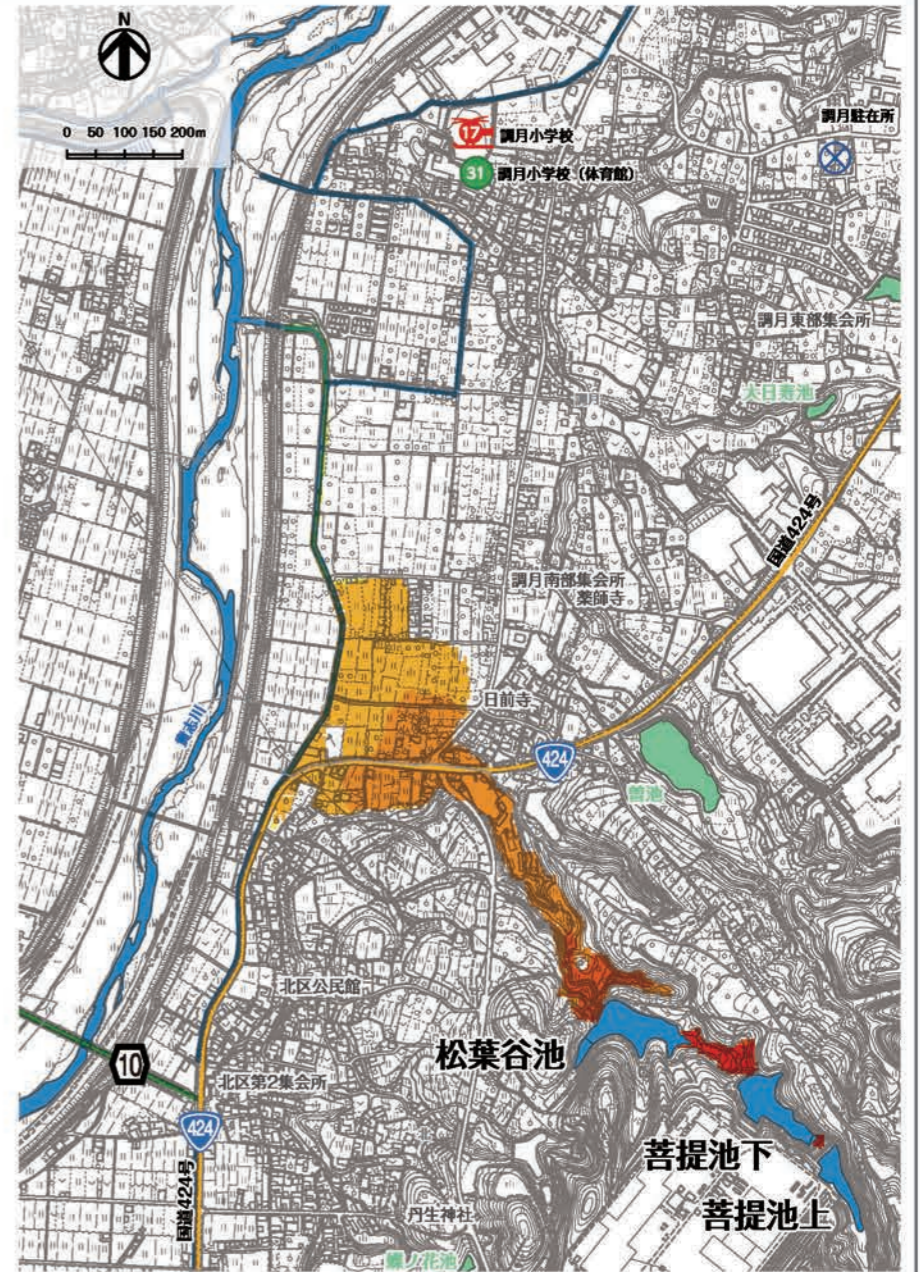 N
0 50 100 150 200m
17 調月小学校
31 調月小学校（体育館）
調月駐在所
調月東部集会所
大日寿池
調月
国道424号
調月南部集会所
薬師寺
日前寺
424
貴志川
北区公民館
松葉谷池
10
北区第2集会所
424
国道424号
菩提池下
菩提池上
丹生神社